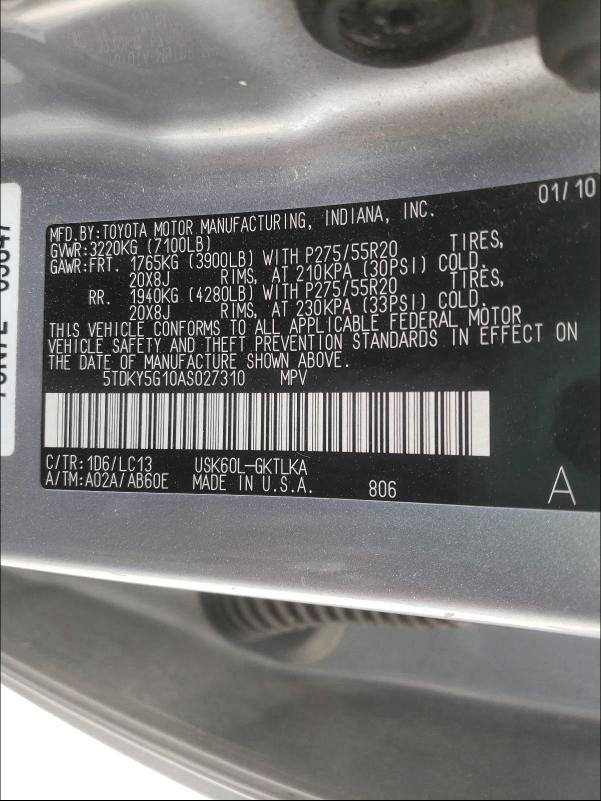 01/10
MFD.BY:TOYOTA MOTOR MANUFACTURING, INDIANA, INC.
GVWR:3220KG (7100LB)
GAWR:FRT. 1765KG (3900LB) WITH P275/55R20 TIRES,
20X8J RIMS, AT 210KPA (30PSI) COLD.
RR. 1940KG (4280LB) WITH P275/55R20 TIRES,
20X8J RIMS, AT 230KPA (33PSI) COLD.
THIS VEHICLE CONFORMS TO ALL APPLICABLE FEDERAL MOTOR
VEHICLE SAFETY AND THEFT PREVENTION STANDARDS IN EFFECT ON
THE DATE OF MANUFACTURE SHOWN ABOVE.
5TDKY5G10AS027310 MPV
C/TR:1D6/LC13 USK60L-GKTLKA
A/TM:A02A/AB60E MADE IN U.S.A. 806 A